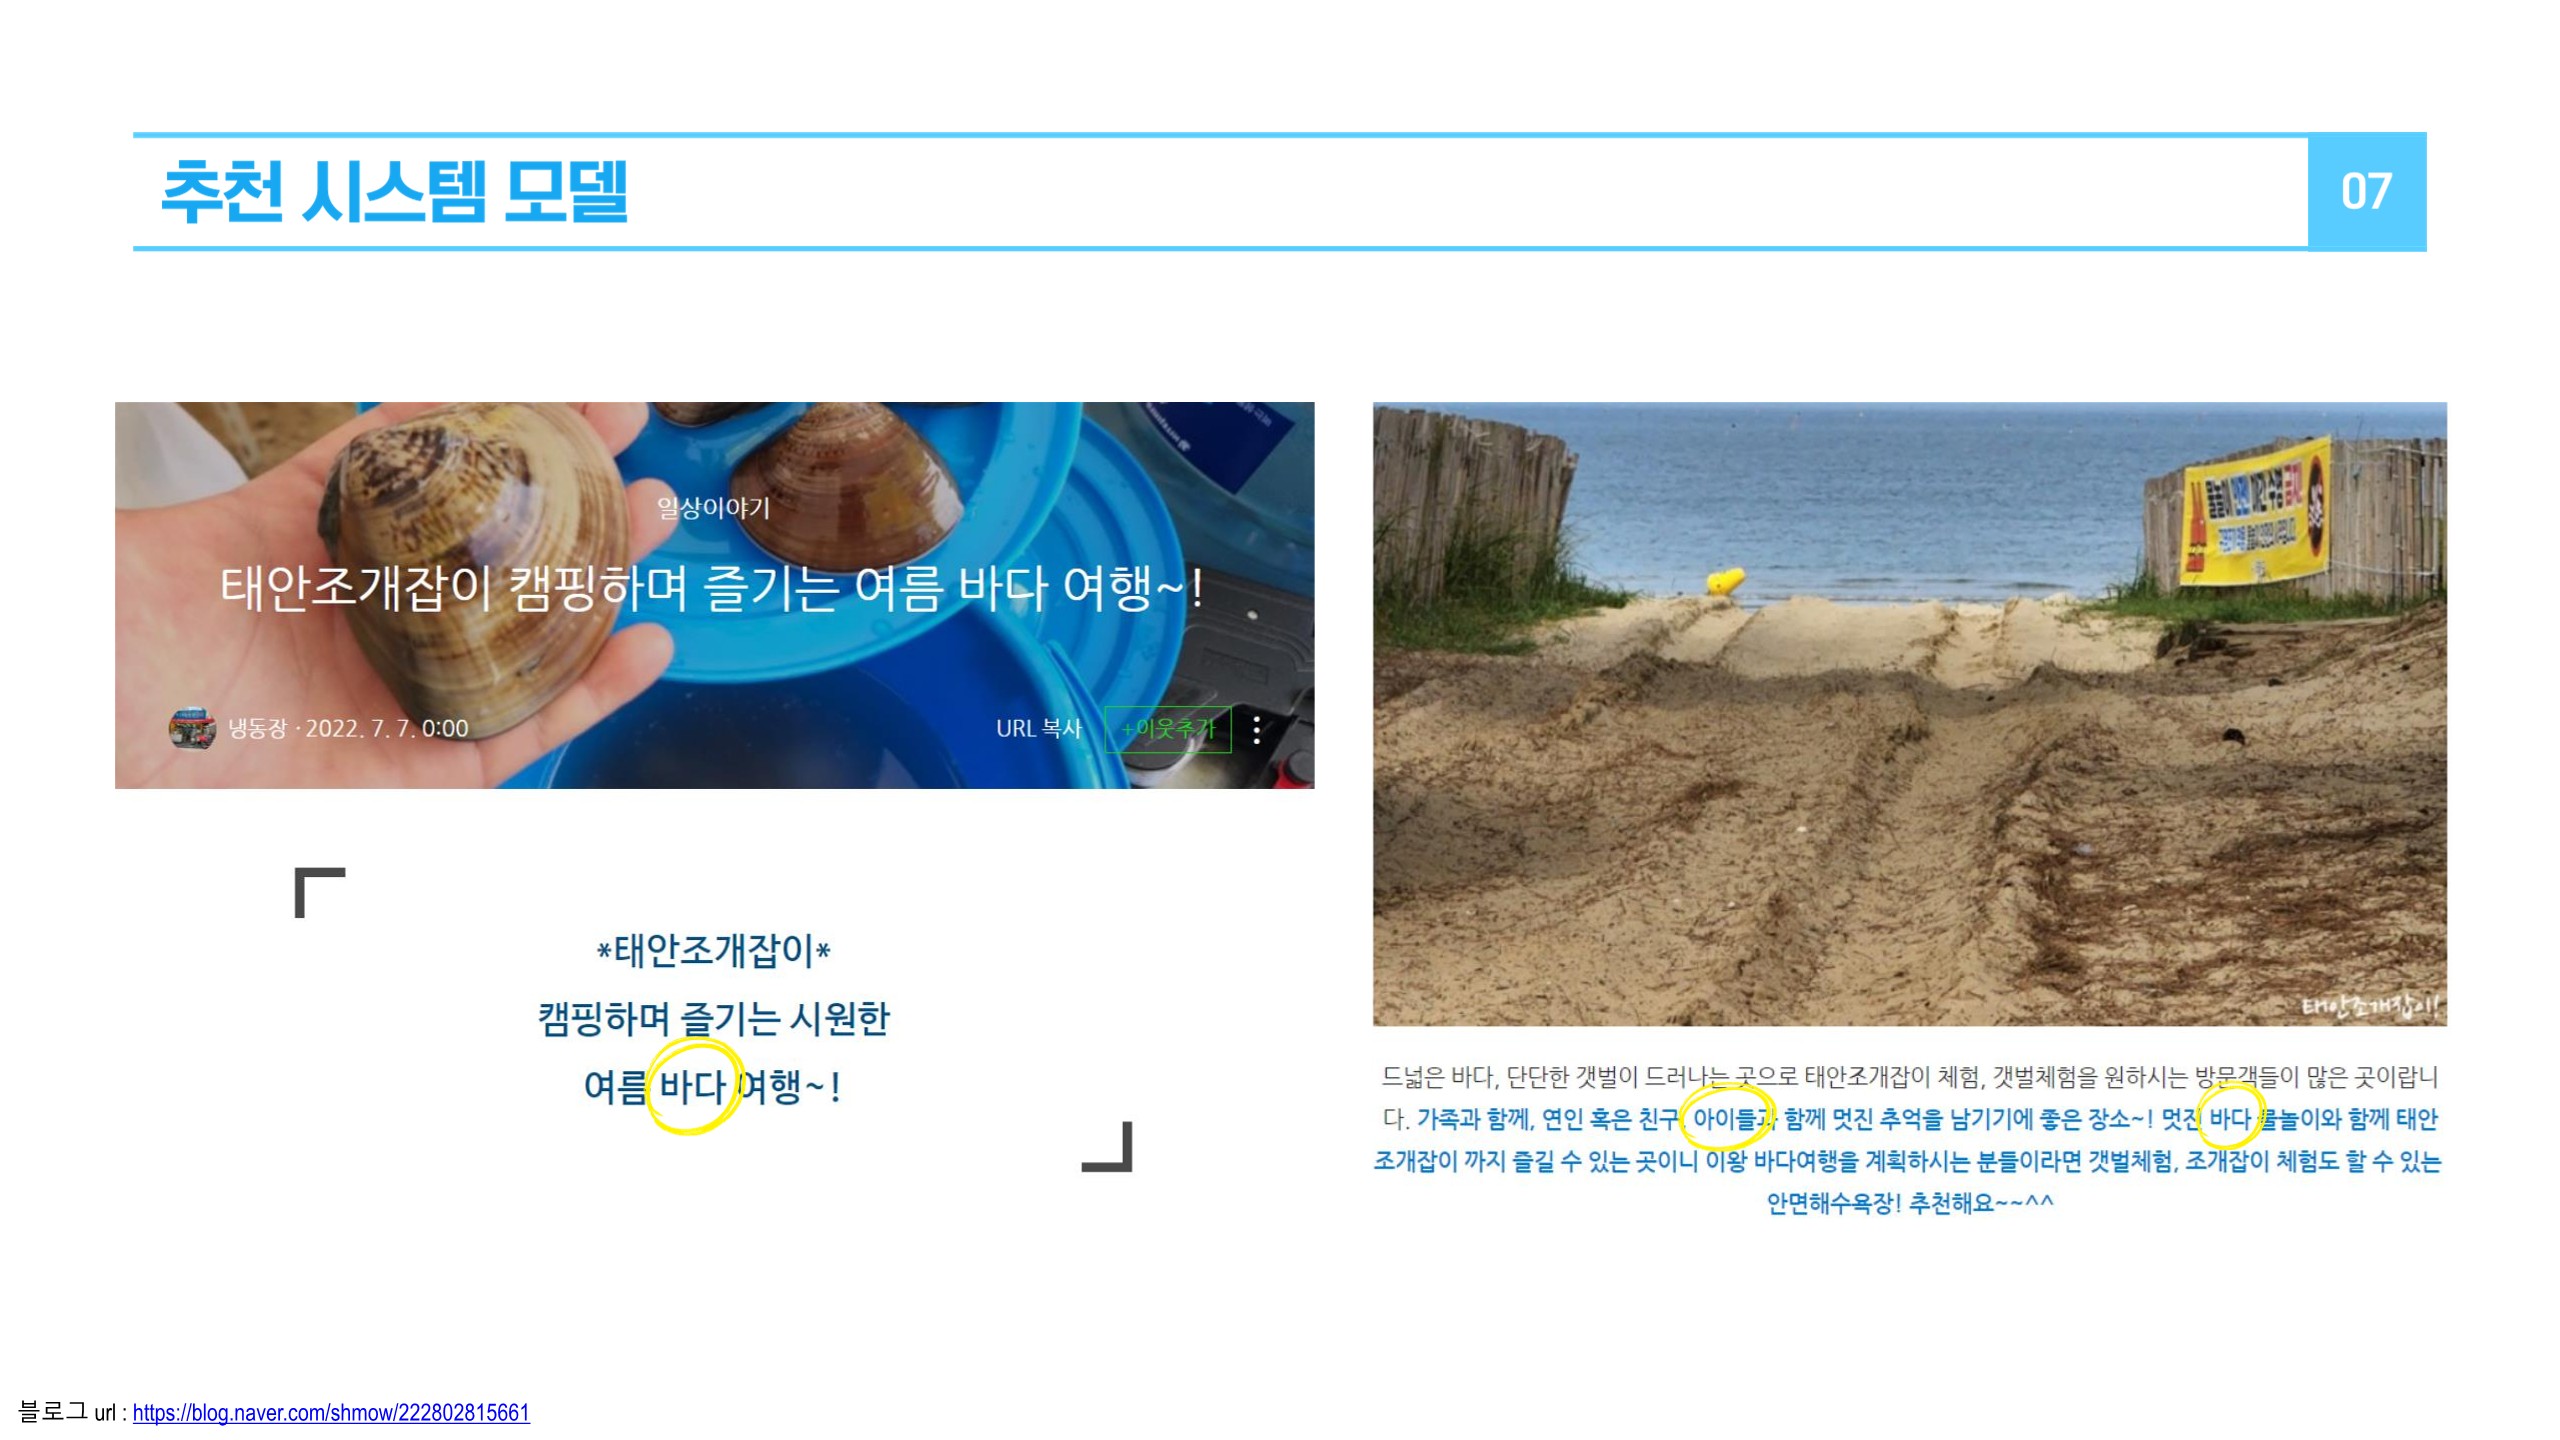 추천 시스템 모델
07
일상이야기
태안조개잡이 캠핑하며 즐기는 여름 바다 여행~!
냉동장 · 2022. 7. 7. 0:00
URL 복사
+이웃추가
*태안조개잡이*
캠핑하며 즐기는 시원한
여름 바다 여행~!
물놀이 안전 야간수영 금지!
태안조개잡이!
드넓은 바다, 단단한 갯벌이 드러나는 곳으로 태안조개잡이 체험, 갯벌체험을 원하시는 방문객들이 많은 곳이랍니
다. 가족과 함께, 연인 혹은 친구, 아이들과 함께 멋진 추억을 남기기에 좋은 장소~! 멋진 바다 물놀이와 함께 태안
조개잡이 까지 즐길 수 있는 곳이니 이왕 바다여행을 계획하시는 분들이라면 갯벌체험, 조개잡이 체험도 할 수 있는
안면해수욕장! 추천해요~~^^
블로그 url : https://blog.naver.com/shmow/222802815661